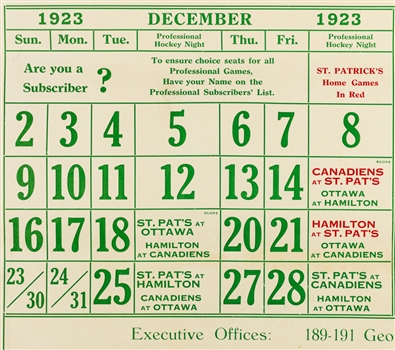 1923 DECEMBER 1923
Sun. Mon. Tue. Professional Hockey Night Thu. Fri. Professional Hockey Night
Are you a
Subscriber ?
To ensure choice seats for all
Professional Games,
Have your Name on the
Professional Subscribers' List.
ST. PATRICK'S
Home Games
In Red
2 3 4 5 6 7 8
9 10 11 12 13 14
SCORE
CANADIENS
AT ST. PAT'S
OTTAWA
AT HAMILTON
16 17 18
SCORE
ST. PAT'S AT
OTTAWA
HAMILTON
AT CANADIENS
20 21
HAMILTON
AT ST. PAT'S
OTTAWA
AT CANADIENS
23/30 24/31 25
ST. PAT'S AT
HAMILTON
CANADIENS
AT OTTAWA
27 28
ST. PAT'S AT
CANADIENS
HAMILTON
AT OTTAWA
Executive Offices: 189-191 Geo